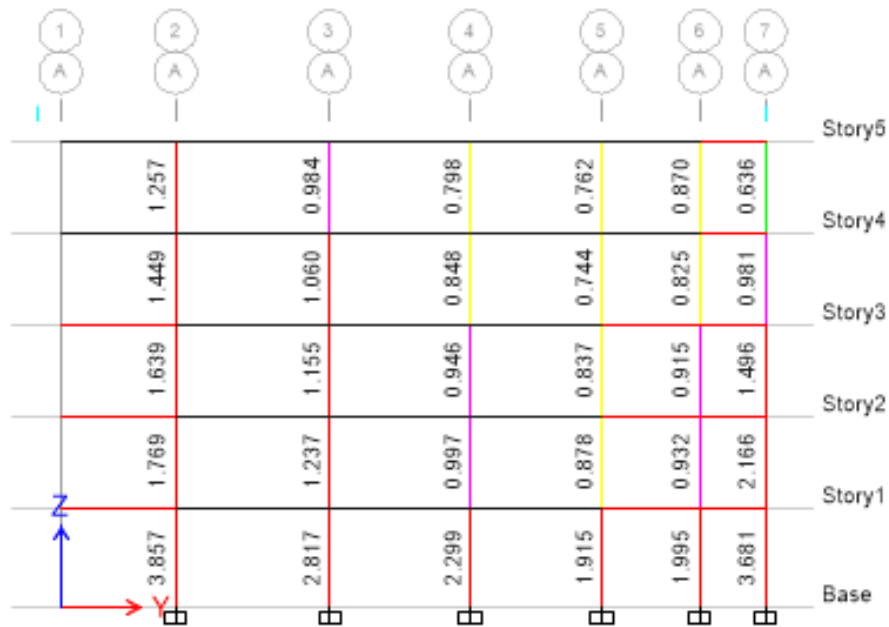 1 2 3 4 5 6 7
A A A A A A A
Story5
1.257 0.984 0.798 0.762 0.870 0.636
Story4
1.449 1.060 0.848 0.744 0.825 0.981
Story3
1.639 1.155 0.946 0.837 0.915 1.496
Story2
1.769 1.237 0.997 0.878 0.932 2.166
Story1
Z
3.857 2.817 2.299 1.915 1.995 3.681
Base
Y